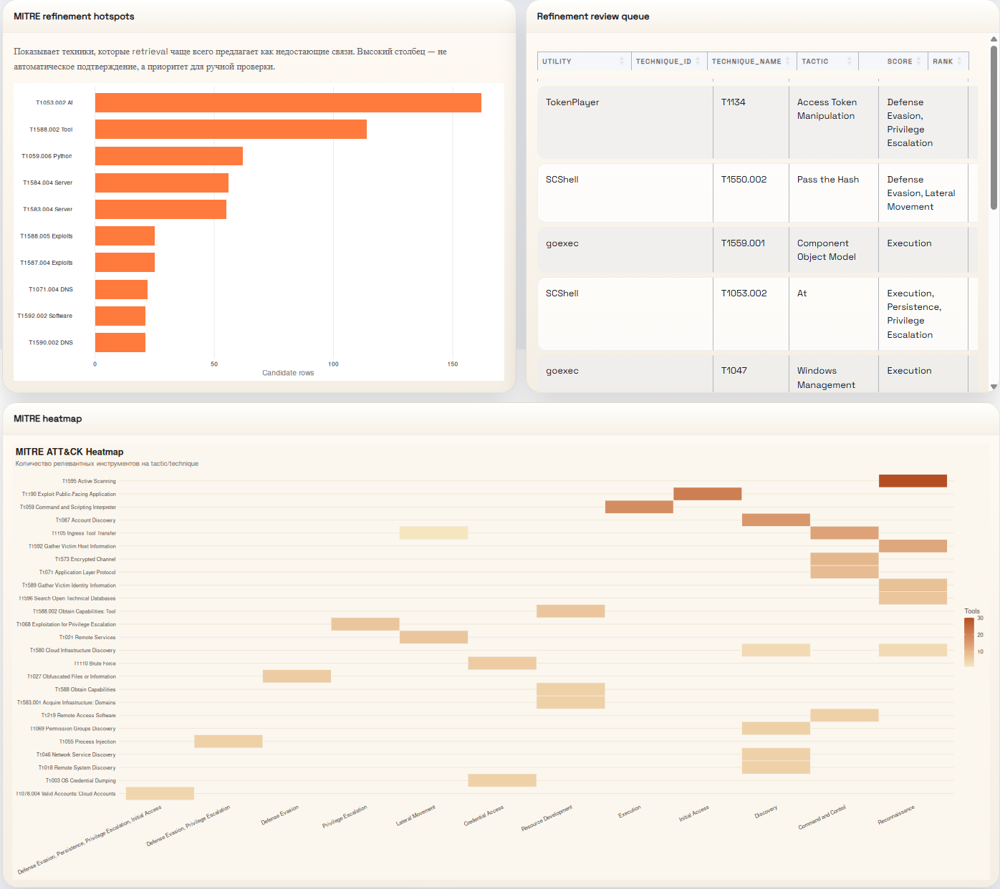 MITRE refinement hotspots
Показывает техники, которые retrieval чаще всего предлагает как недостающие связи. Высокий столбец — не
автоматическое подтверждение, а приоритет для ручной проверки.
T1053.002 At
T1588.002 Tool
T1059.006 Python
T1584.004 Server
T1583.004 Server
T1588.005 Exploits
T1587.004 Exploits
T1071.004 DNS
T1592.002 Software
T1590.002 DNS
0 50 100 150
Candidate rows
Refinement review queue
UTILITY TECHNIQUE_ID TECHNIQUE_NAME TACTIC SCORE RANK
TokenPlayer T1134 Access Token Defense
Manipulation Evasion,
Privilege
Escalation
SCShell T1550.002 Pass the Hash Defense
Evasion, Lateral
Movement
goexec T1559.001 Component Execution
Object Model
SCShell T1053.002 At Execution,
Persistence,
Privilege
Escalation
goexec T1047 Windows Execution
Management
MITRE heatmap
MITRE ATT&CK Heatmap
Количество релевантных инструментов на tactic/technique
T1595 Active Scanning
T1190 Exploit Public-Facing Application
T1059 Command and Scripting Interpreter
T1087 Account Discovery
T1105 Ingress Tool Transfer
T1592 Gather Victim Host Information
T1573 Encrypted Channel
T1071 Application Layer Protocol
T1589 Gather Victim Identity Information
T1596 Search Open Technical Databases
T1588.002 Obtain Capabilities: Tool
T1068 Exploitation for Privilege Escalation
T1021 Remote Services
T1580 Cloud Infrastructure Discovery
T1110 Brute Force
T1027 Obfuscated Files or Information
T1588 Obtain Capabilities
T1583.001 Acquire Infrastructure: Domains
T1219 Remote Access Software
T1069 Permission Groups Discovery
T1055 Process Injection
T1046 Network Service Discovery
T1018 Remote System Discovery
T1003 OS Credential Dumping
T1078.004 Valid Accounts: Cloud Accounts
Defense Evasion, Persistence, Privilege Escalation, Initial Access
Defense Evasion, Privilege Escalation
Defense Evasion
Privilege Escalation
Lateral Movement
Credential Access
Resource Development
Execution
Initial Access
Discovery
Command and Control
Reconnaissance
Tools
30
20
10